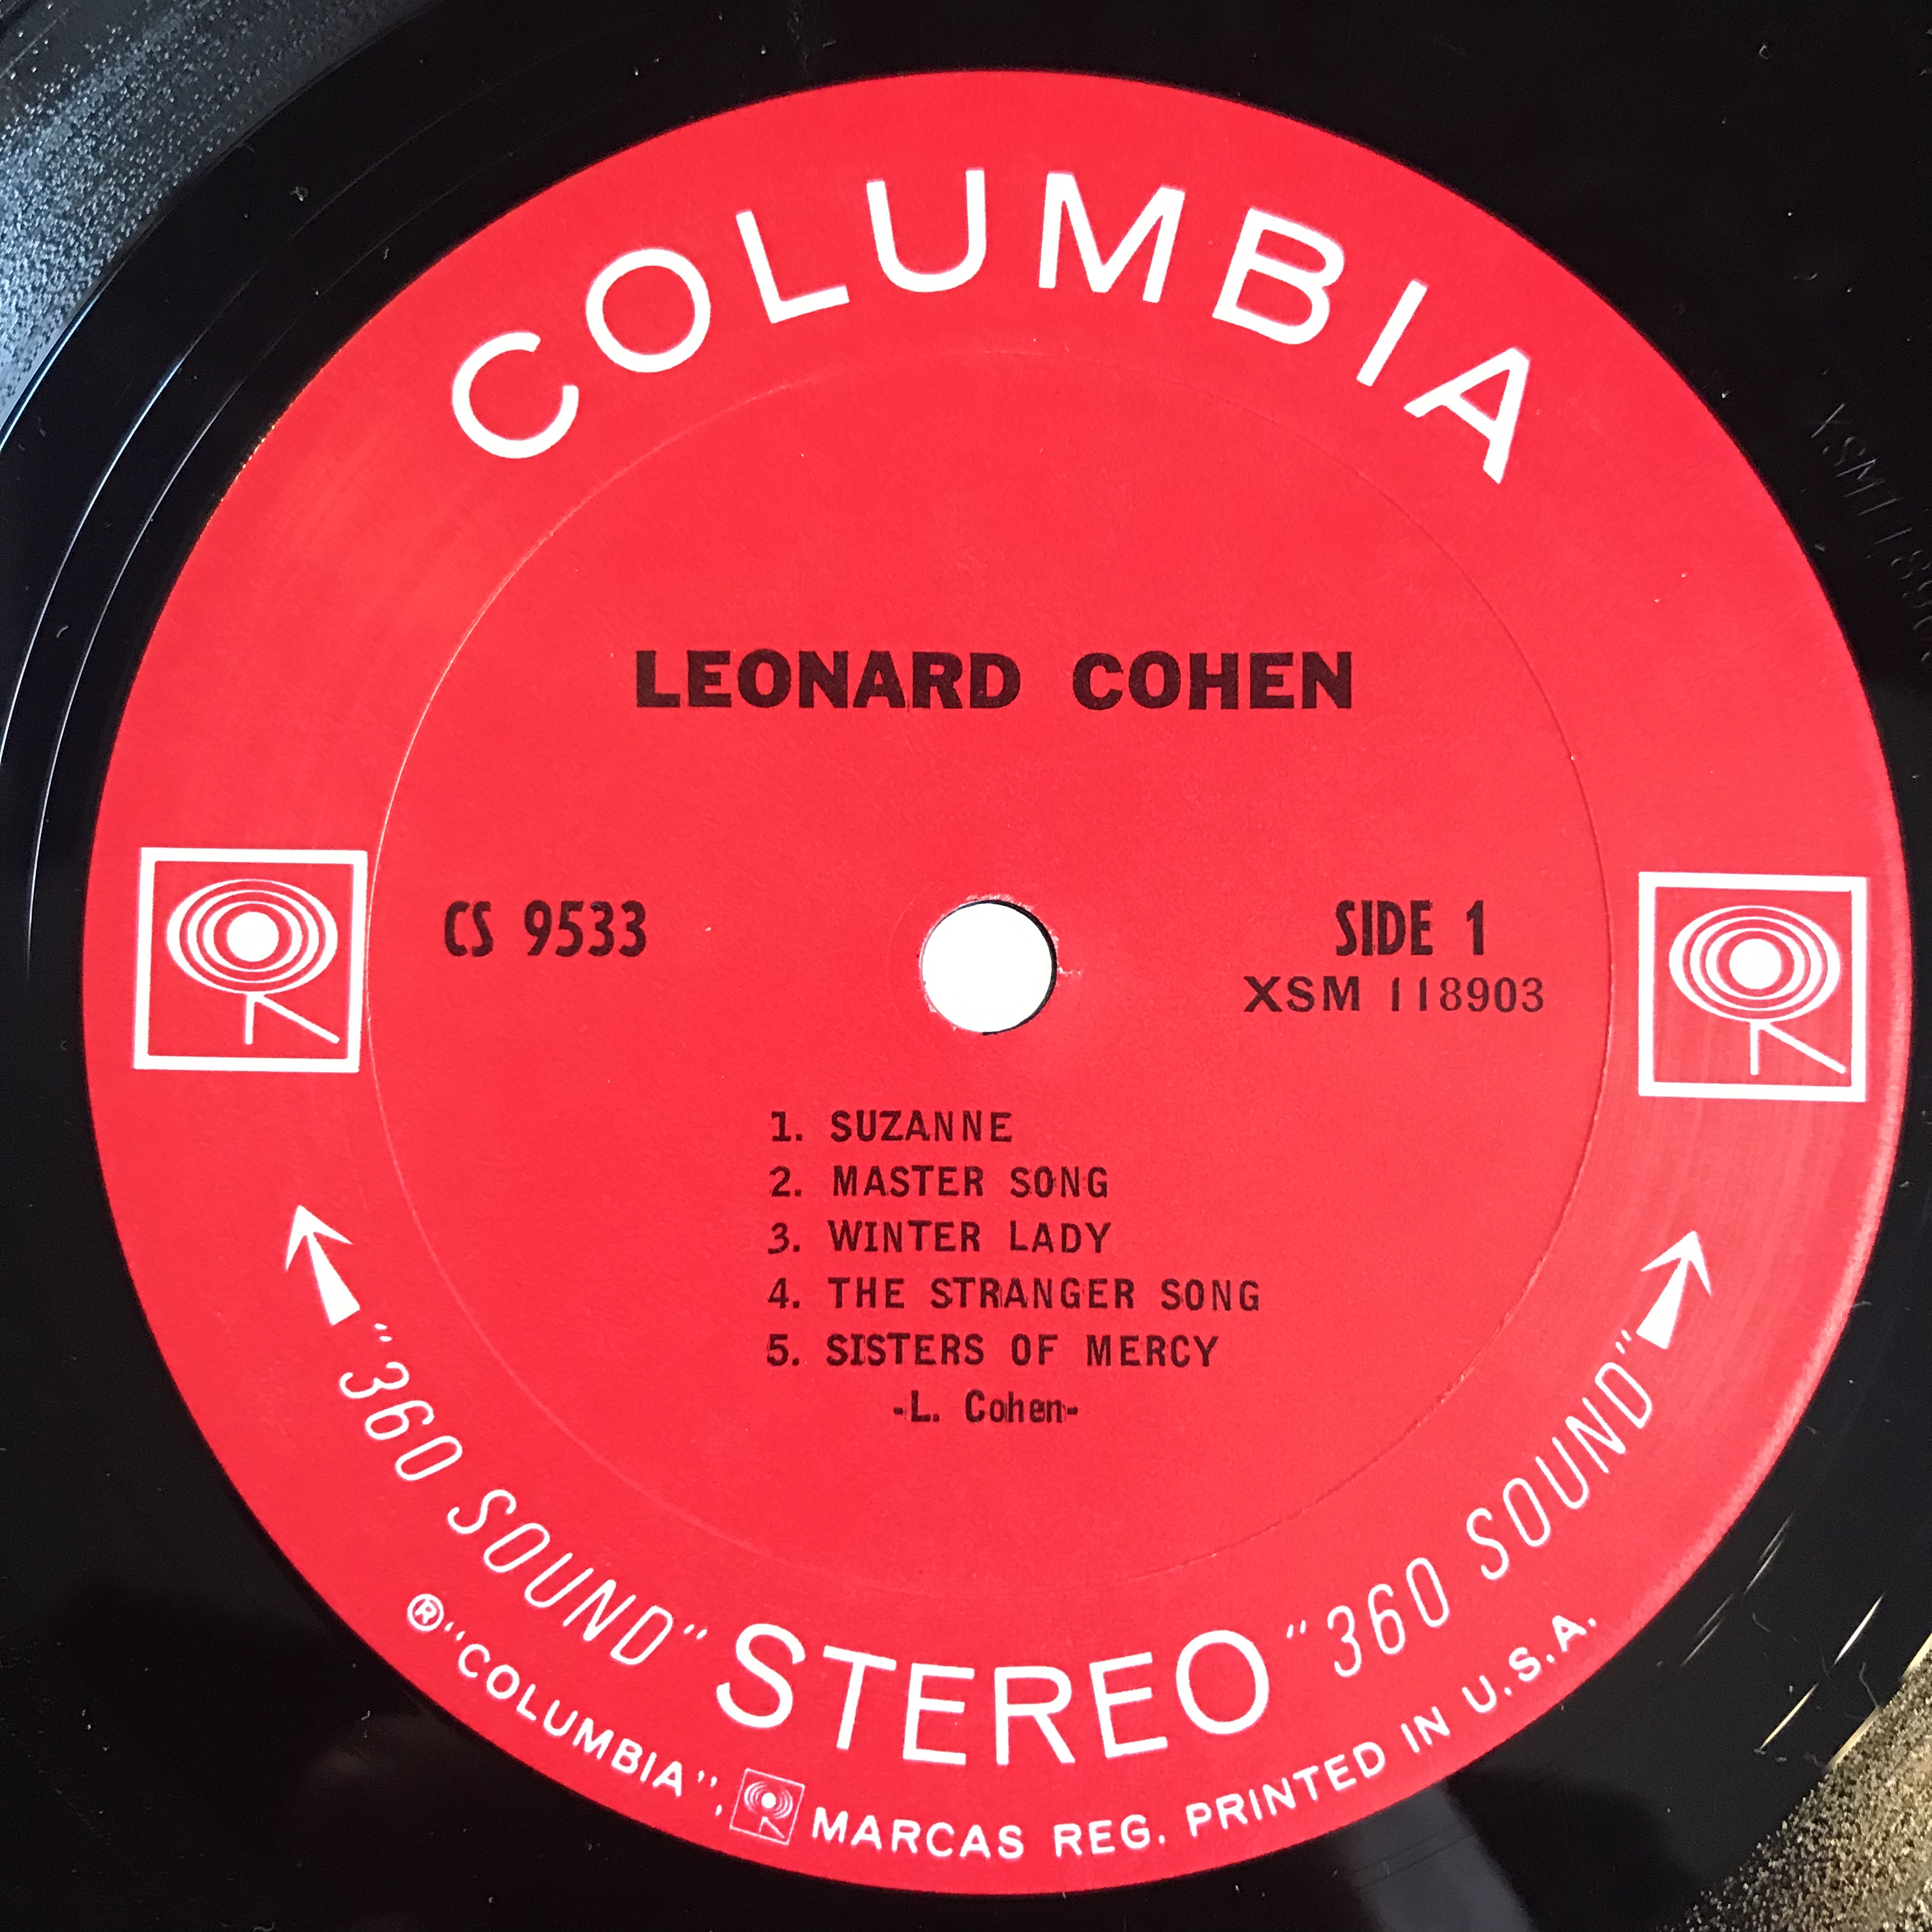 COLUMBIA
LEONARD COHEN
CS 9533
SIDE 1
XSM 118903
1. SUZANNE
2. MASTER SONG
3. WINTER LADY
4. THE STRANGER SONG
5. SISTERS OF MERCY
-L. Cohen-
"360 SOUND" STEREO "360 SOUND"
®"COLUMBIA", MARCAS REG. PRINTED IN U.S.A.